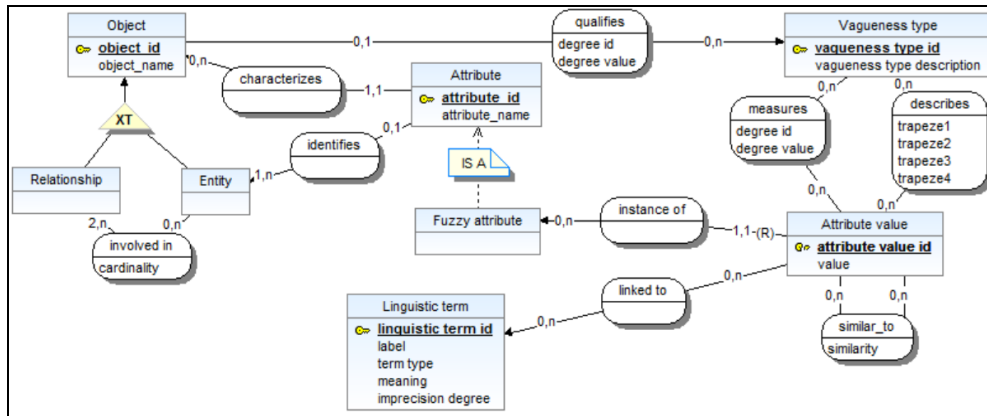 Object
object_id
object_name
0,1
qualifies
degree id
degree value
0,n
Vagueness type
vagueness type id
vagueness type description
0,n
characterizes
1,1
Attribute
attribute_id
attribute_name
0,n
0,n
measures
degree id
degree value
describes
trapeze1
trapeze2
trapeze3
trapeze4
XT
0,1
identifies
1,n
IS A
Relationship
Entity
2,n
0,n
involved in
cardinality
Fuzzy attribute
0,n
instance of
1,1-(R)
0,n
0,n
Attribute value
attribute value id
value
0,n
linked to
0,n
Linguistic term
linguistic term id
label
term type
meaning
imprecision degree
0,n
0,n
similar_to
similarity